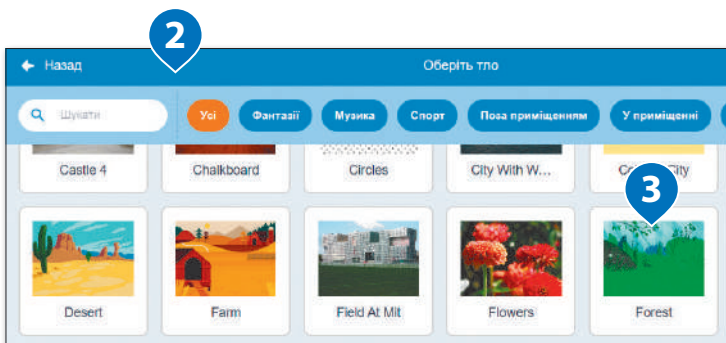 2
Назад
Оберіть тло
Шукати
Усі
Фантазії
Музика
Спорт
Поза приміщенням
У приміщенні
Castle 4
Chalkboard
Circles
City With W...
City
3
Desert
Farm
Field At Mit
Flowers
Forest